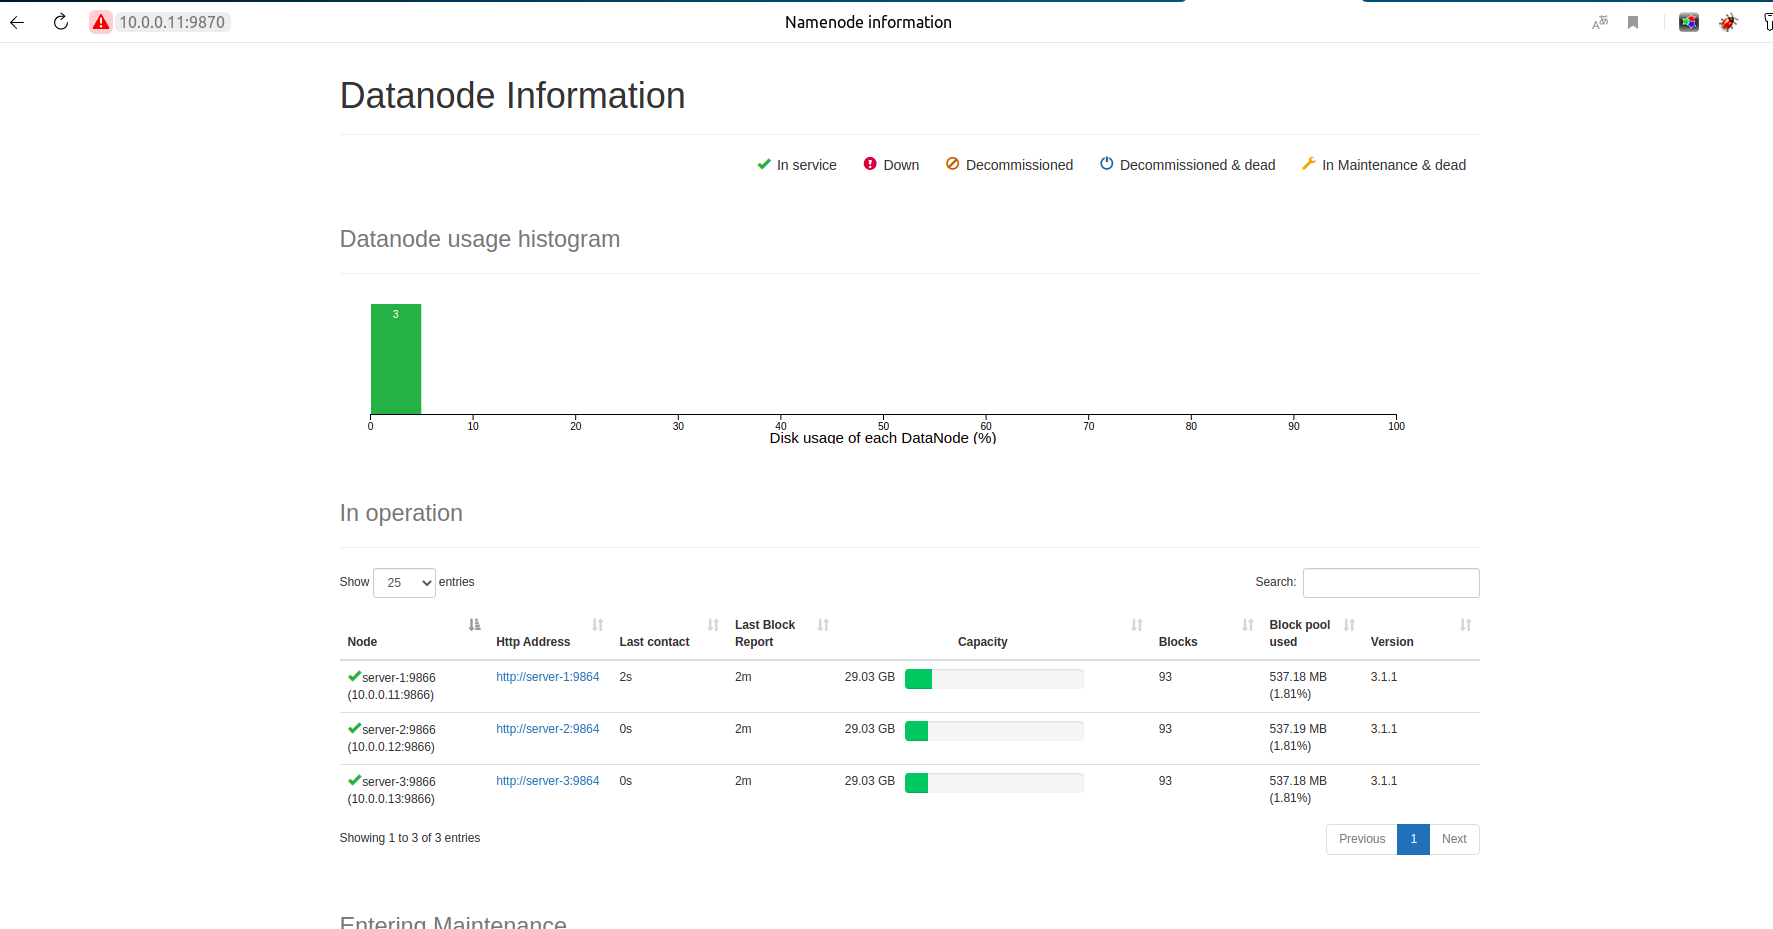 10.0.0.11:9870 Namenode information
Datanode Information
In service Down Decommissioned Decommissioned & dead In Maintenance & dead
Datanode usage histogram
3
0 10 20 30 40 50 60 70 80 90 100
Disk usage of each DataNode (%)
In operation
Show 25 entries Search:
Node Http Address Last contact Last Block Report Capacity Blocks Block pool used Version
server-1:9866 http://server-1:9864 2s 2m 29.03 GB 93 537.18 MB 3.1.1
(10.0.0.11:9866) (1.81%)
server-2:9866 http://server-2:9864 0s 2m 29.03 GB 93 537.19 MB 3.1.1
(10.0.0.12:9866) (1.81%)
server-3:9866 http://server-3:9864 0s 2m 29.03 GB 93 537.18 MB 3.1.1
(10.0.0.13:9866) (1.81%)
Showing 1 to 3 of 3 entries Previous 1 Next
Entering Maintenance